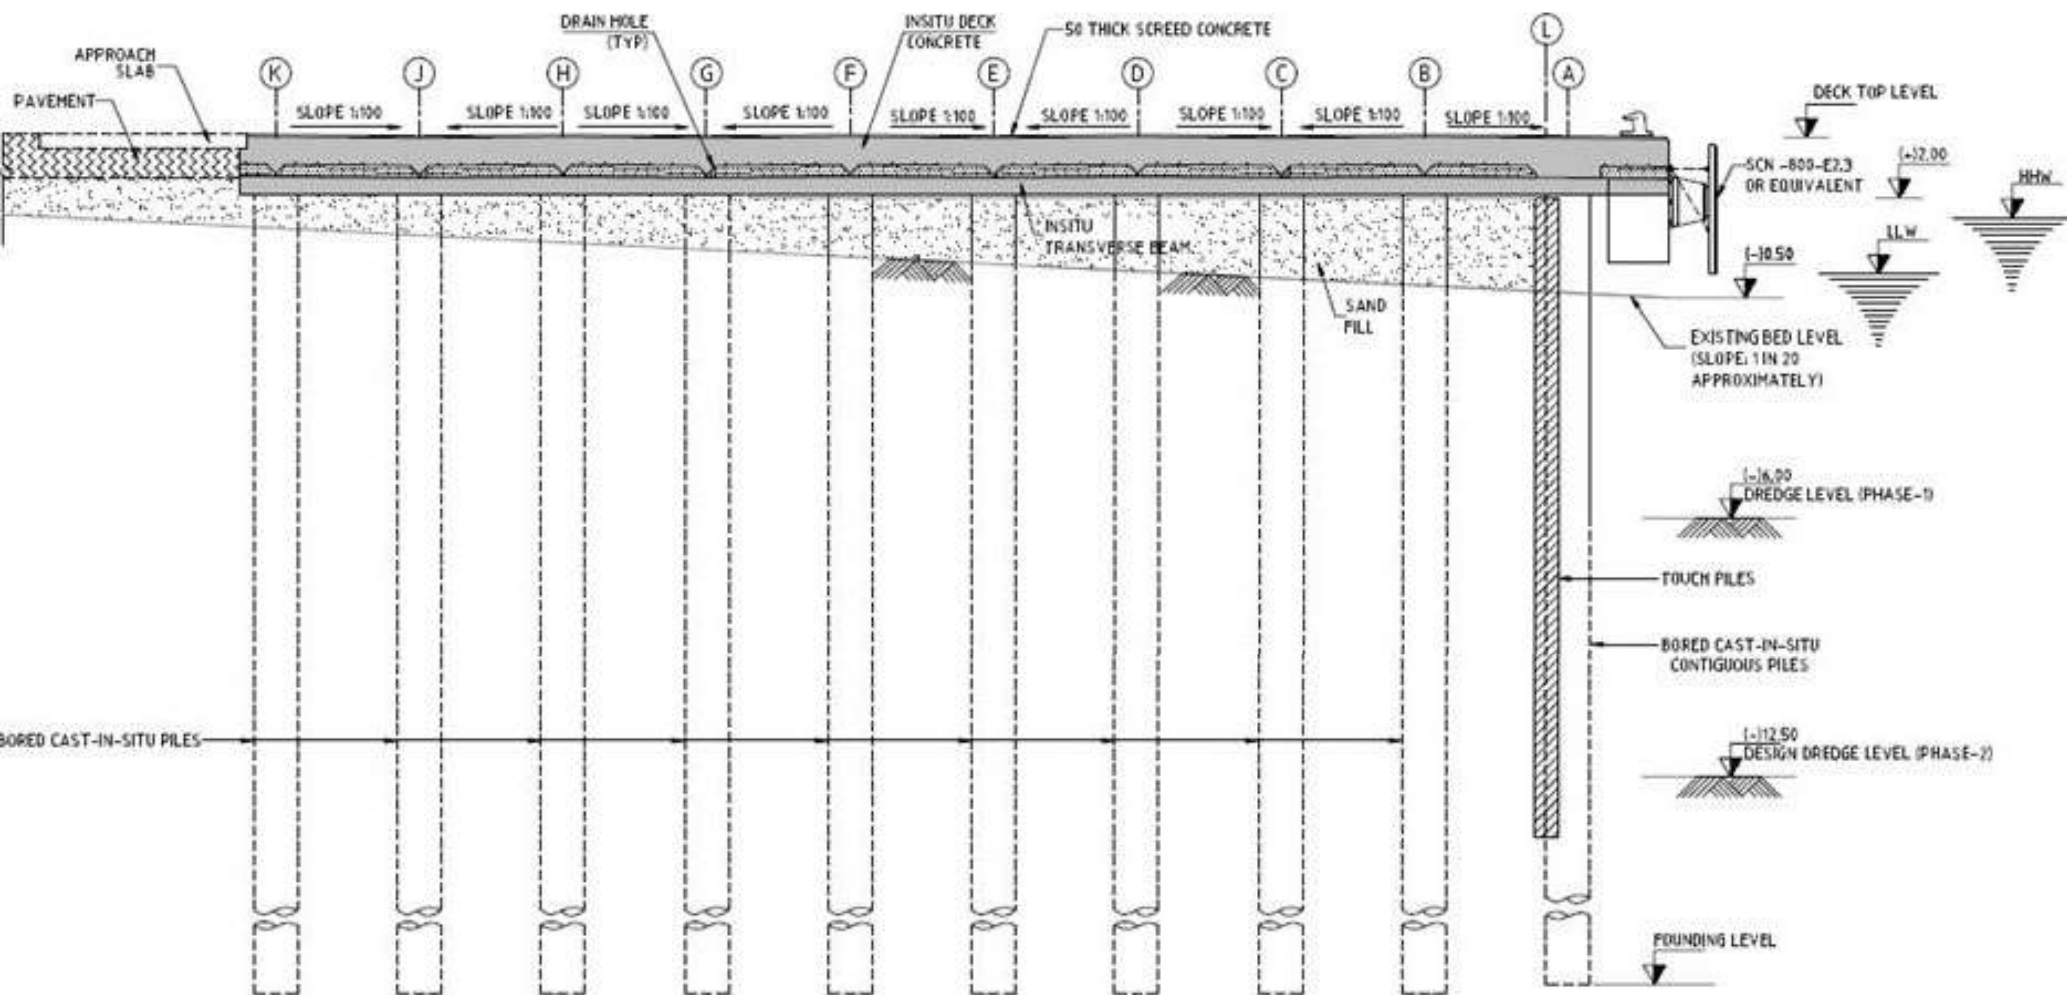 DRAIN HOLE
(TYP)
INSITU DECK
CONCRETE
50 THICK SCREED CONCRETE
L
APPROACH
SLAB
K
J
H
G
F
E
D
C
B
A
PAVEMENT
SLOPE 1:100
SLOPE 1:100
SLOPE 1:100
SLOPE 1:100
SLOPE 1:100
SLOPE 1:100
SLOPE 1:100
SLOPE 1:100
SLOPE 1:100
DECK TOP LEVEL
SCN -800-E2.3
OR EQUIVALENT
(+)2.00
HHW
LLW
INSITU
TRANSVERSE BEAM
(-)0.50
SAND
FILL
EXISTING BED LEVEL
(SLOPE: 1 IN 20
APPROXIMATELY)
(-)6.00
DREDGE LEVEL (PHASE-1)
TOUCH PILES
BORED CAST-IN-SITU
CONTIGUOUS PILES
BORED CAST-IN-SITU PILES
(-)12.50
DESIGN DREDGE LEVEL (PHASE-2)
FOUNDING LEVEL